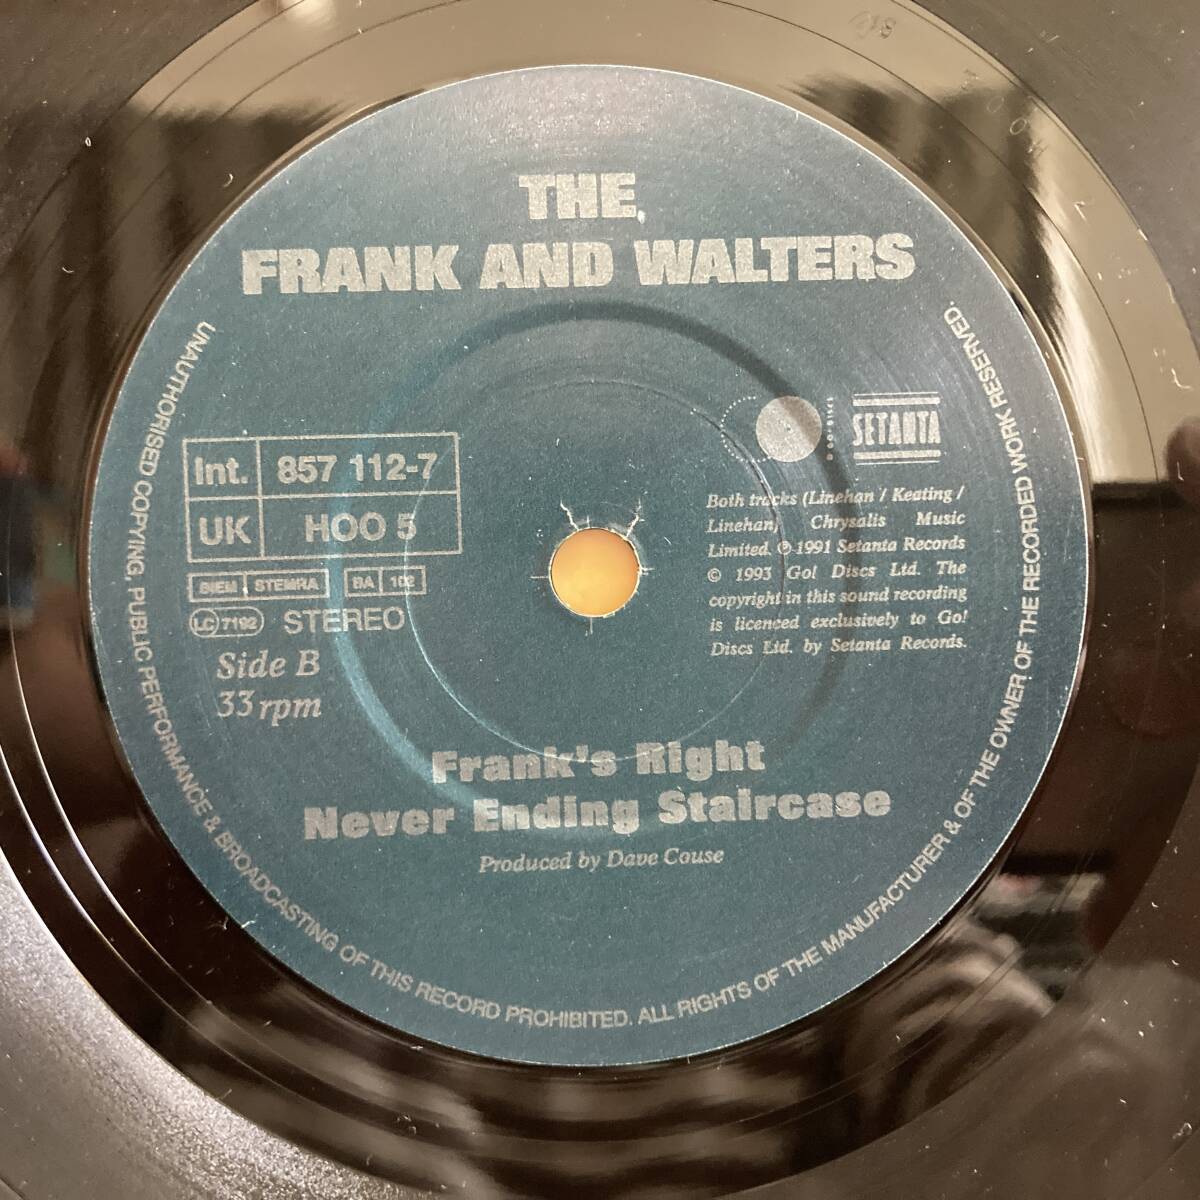 THE
FRANK AND WALTERS
Int. 857 112-7
UK HOO 5
BIEM STEMRA BA 102
LC 7192 STEREO
Side B
33 rpm
GO! DISCS
SETANTA
Both tracks (Linehan / Keating /
Linehan) Chrysalis Music
Limited. ℗ 1991 Setanta Records
© 1993 Go! Discs Ltd. The
copyright in this sound recording
is licenced exclusively to Go!
Discs Ltd. by Setanta Records.
Frank's Right
Never Ending Staircase
Produced by Dave Couse
UNAUTHORISED COPYING, PUBLIC PERFORMANCE & BROADCASTING OF THIS RECORD PROHIBITED. ALL RIGHTS OF THE MANUFACTURER & OF THE OWNER OF THE RECORDED WORK RESERVED.